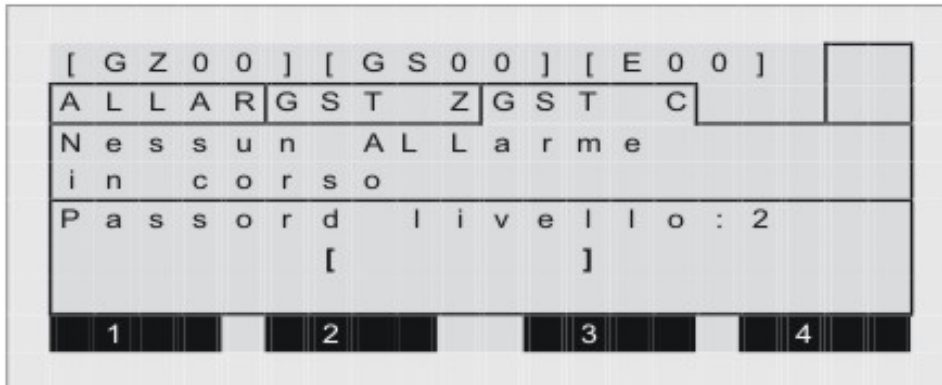 [GZ00][GS00][E00]
ALLAR GST Z GST C
Nessun ALLarme
in corso
Passord livello:2
[ ]
1 2 3 4